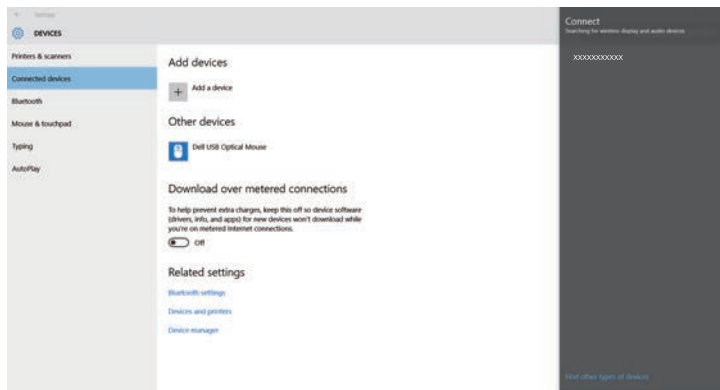 Settings
DEVICES
Printers & scanners
Connected devices
Bluetooth
Mouse & touchpad
Typing
AutoPlay
Add devices
Add a device
Other devices
Dell USB Optical Mouse
Download over metered connections
To help prevent extra charges, keep this off so device software
(drivers, info, and apps) for new devices won't download while
you're on metered Internet connections.
Off
Related settings
Bluetooth settings
Devices and printers
Device manager
Connect
Searching for wireless display and audio devices
xxxxxxxxxxx
Find other types of devices